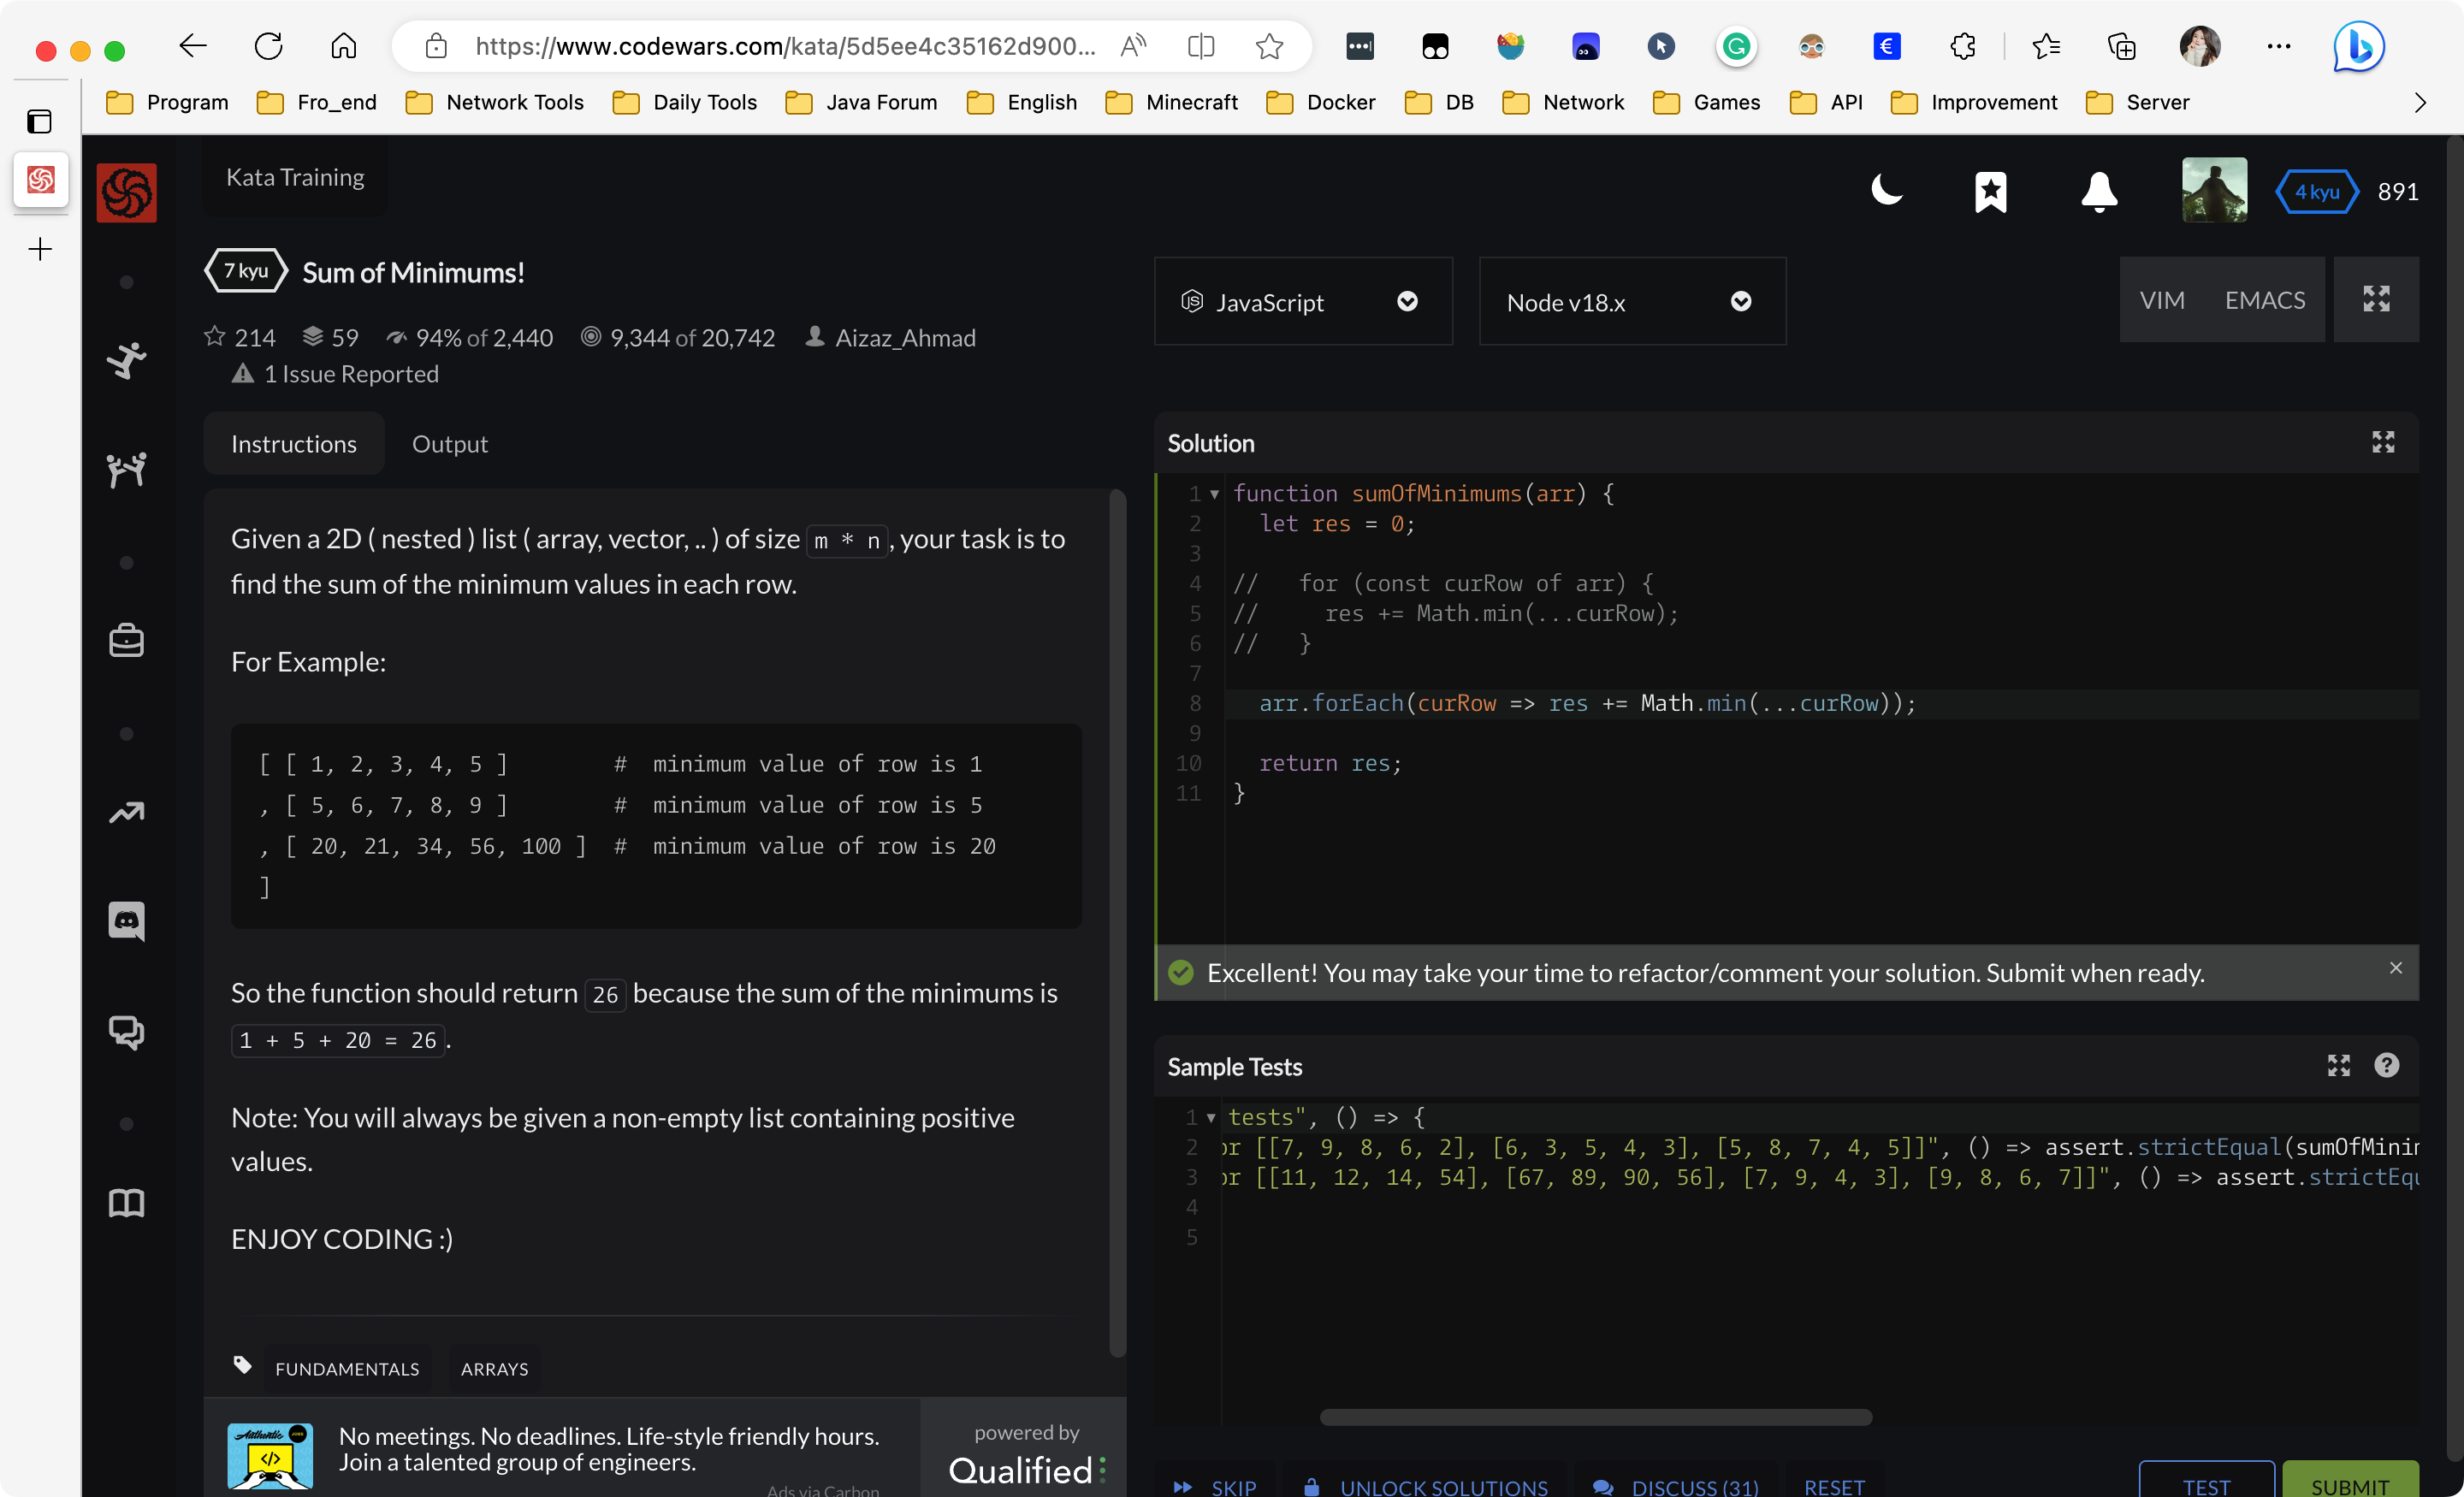 https://www.codewars.com/kata/5d5ee4c35162d900...
Program Fro_end Network Tools Daily Tools Java Forum English Minecraft Docker DB Network Games API Improvement Server
Kata Training
4 kyu 891
7 kyu Sum of Minimums!
214 59 94% of 2,440 9,344 of 20,742 Aizaz_Ahmad
1 Issue Reported
JavaScript
Node v18.x
VIM EMACS
Instructions Output
Given a 2D ( nested ) list ( array, vector, .. ) of size m * n , your task is to
find the sum of the minimum values in each row.
For Example:
[ [ 1, 2, 3, 4, 5 ]        #  minimum value of row is 1
, [ 5, 6, 7, 8, 9 ]        #  minimum value of row is 5
, [ 20, 21, 34, 56, 100 ]  #  minimum value of row is 20
]
So the function should return 26 because the sum of the minimums is
1 + 5 + 20 = 26 .
Note: You will always be given a non-empty list containing positive
values.
ENJOY CODING :)
FUNDAMENTALS ARRAYS
No meetings. No deadlines. Life-style friendly hours.
Join a talented group of engineers.
Ads via Carbon
powered by
Qualified
Solution
1 function sumOfMinimums(arr) {
2   let res = 0;
3
4 //   for (const curRow of arr) {
5 //     res += Math.min(...curRow);
6 //   }
7
8   arr.forEach(curRow => res += Math.min(...curRow));
9
10   return res;
11 }
Excellent! You may take your time to refactor/comment your solution. Submit when ready.
Sample Tests
1 tests", () => {
2 or [[7, 9, 8, 6, 2], [6, 3, 5, 4, 3], [5, 8, 7, 4, 5]]", () => assert.strictEqual(sumOfMinin
3 or [[11, 12, 14, 54], [67, 89, 90, 56], [7, 9, 4, 3], [9, 8, 6, 7]]", () => assert.strictEqu
4
5
SKIP UNLOCK SOLUTIONS DISCUSS (31) RESET TEST SUBMIT